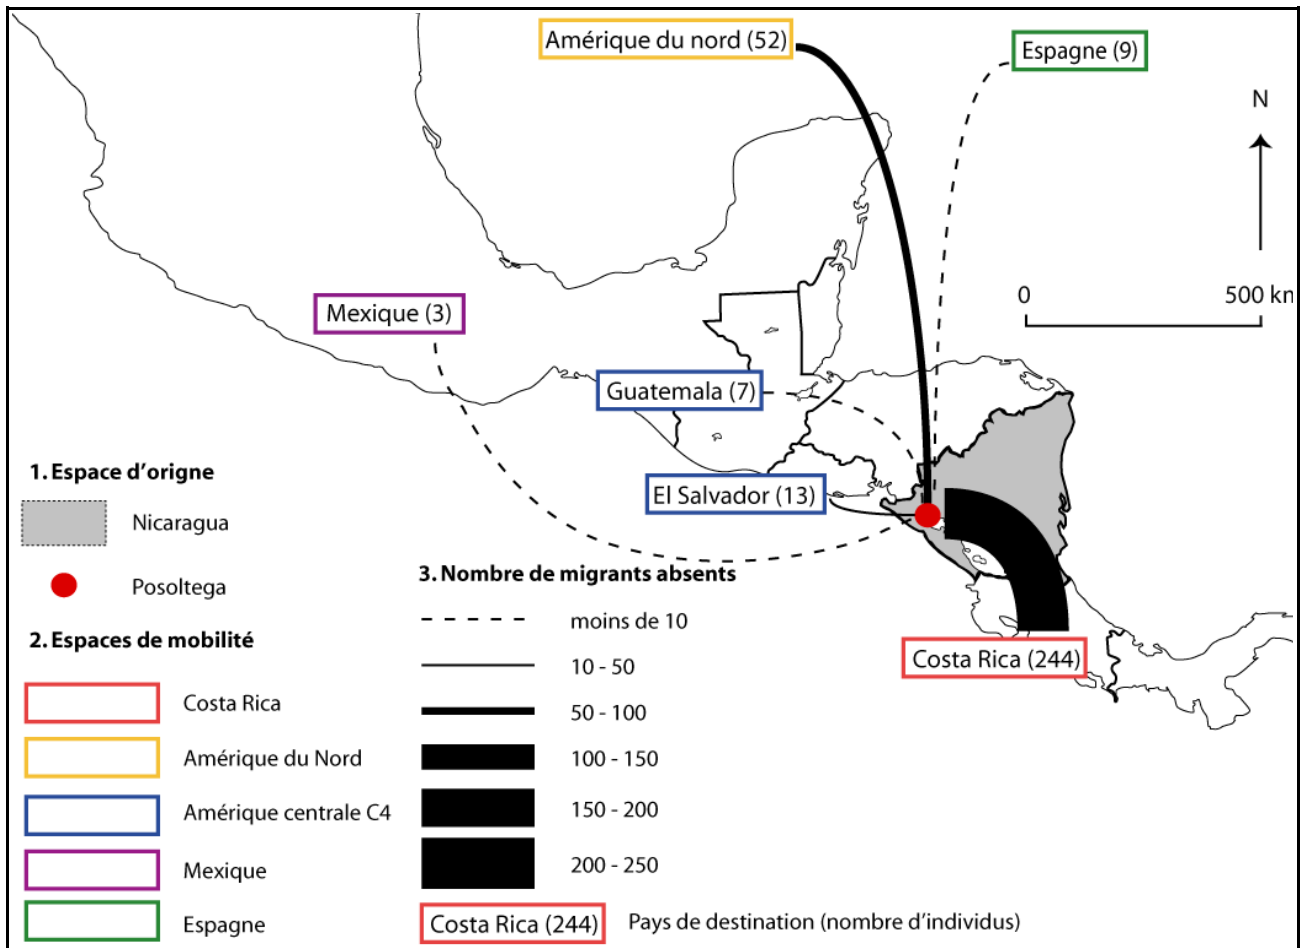 Amérique du nord (52)
Espagne (9)
N
0 500 km
Mexique (3)
Guatemala (7)
El Salvador (13)
Costa Rica (244)
1. Espace d'origne
Nicaragua
Posoltega
2. Espaces de mobilité
Costa Rica
Amérique du Nord
Amérique centrale C4
Mexique
Espagne
3. Nombre de migrants absents
moins de 10
10 - 50
50 - 100
100 - 150
150 - 200
200 - 250
Costa Rica (244) Pays de destination (nombre d'individus)